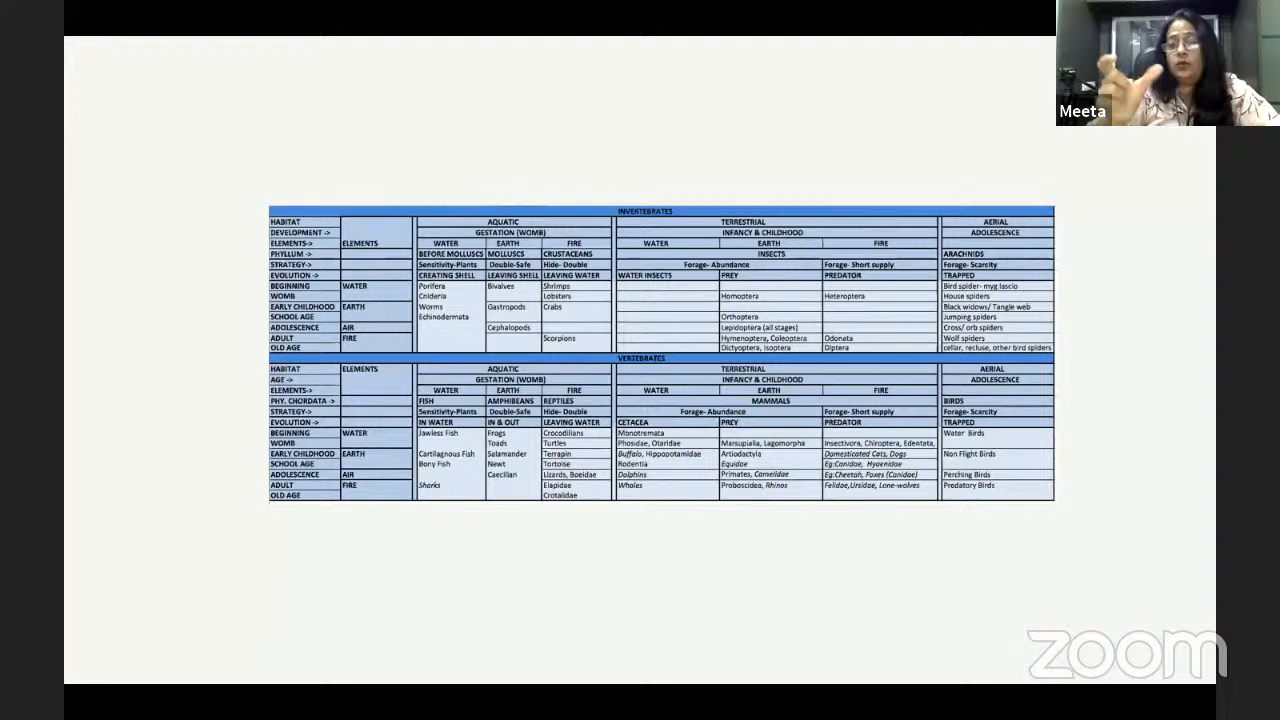 Meeta
INVERTEBRATES
HABITAT AQUATIC TERRESTRIAL AERIAL
DEVELOPMENT -> GESTATION (WOMB) INFANCY & CHILDHOOD ADOLESCENCE
ELEMENTS-> ELEMENTS WATER EARTH FIRE WATER EARTH FIRE
PHYLLUM -> BEFORE MOLLUSCS MOLLUSCS CRUSTACEANS INSECTS ARACHNIDS
STRATEGY-> Sensitivity-Plants Double-Safe Hide- Double Forage- Abundance Forage- Short supply Forage- Scarcity
EVOLUTION -> CREATING SHELL LEAVING SHELL LEAVING WATER WATER INSECTS PREY PREDATOR TRAPPED
BEGINNING WATER Porifera Bivalves Shrimps Bird spider- myg lascio
WOMB Cnideria Lobsters Homoptera Heteroptera House spiders
EARLY CHILDHOOD EARTH Worms Gastropods Crabs Black widows/ Tangle web
SCHOOL AGE Echinodermata Orthoptera Jumping spiders
ADOLESCENCE AIR Cephalopods Lepidoptera (all stages) Cross/ orb spiders
ADULT FIRE Scorpions Hymenoptera, Coleoptera Odonata Wolf spiders
OLD AGE Dictyoptera, Isoptera Diptera cellar, recluse, other bird spiders
VERTEBRATES
HABITAT ELEMENTS AQUATIC TERRESTRIAL AERIAL
AGE -> GESTATION (WOMB) INFANCY & CHILDHOOD ADOLESCENCE
ELEMENTS-> WATER EARTH FIRE WATER EARTH FIRE
PHY. CHORDATA -> FISH AMPHIBEANS REPTILES MAMMALS BIRDS
STRATEGY-> Sensitivity-Plants Double-Safe Hide- Double Forage- Abundance Forage- Short supply Forage- Scarcity
EVOLUTION -> IN WATER IN & OUT LEAVING WATER CETACEA PREY PREDATOR TRAPPED
BEGINNING WATER Jawless Fish Frogs Crocodilians Monotremata Water Birds
WOMB Toads Turtles Phosidae, Otaridae Marsupialia, Lagomorpha Insectivora, Chiroptera, Edentata,
EARLY CHILDHOOD EARTH Cartilagnous Fish Salamander Terrapin Buffalo, Hippopotamidae Artiodactyla Domesticated Cats, Dogs Non Flight Birds
SCHOOL AGE Bony Fish Newt Tortoise Rodentia Equidae Eg:Canidae, Hyaenidae
ADOLESCENCE AIR Caecilian Lizards, Boeidae Dolphins Primates, Camelidae Eg:Cheetah, Foxes (Canidae) Perching Birds
ADULT FIRE Sharks Elapidae Whales Proboscidea, Rhinos Felidae,Ursidae, Lone-wolves Predatory Birds
OLD AGE Crotalidae
zoom